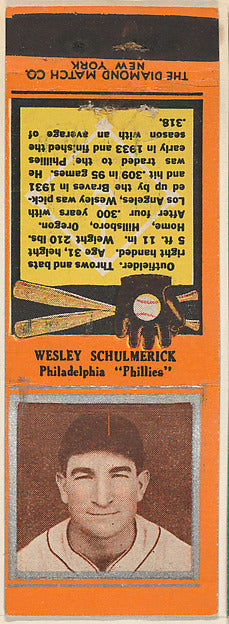 THE DIAMOND MATCH CO.
NEW YORK
Outfielder. Throws and bats
right handed. Age 31, height
5 ft. 11 in. Weight 210 lbs.
Home, Hillsboro, Oregon.
After four .300 years with
Los Angeles, Wesley was pick-
ed up by the Braves in 1931
and hit .309 in 95 games. He
was traded to the Phillies
early in 1933 and finished the
season with an average of
.318.
WESLEY SCHULMERICK
Philadelphia "Phillies"